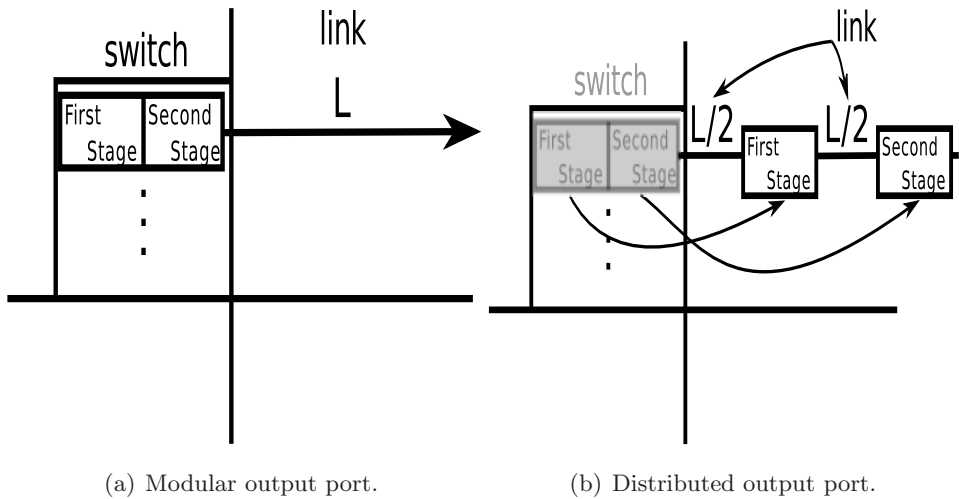 link
switch
L
First
Stage
Second
Stage
(a) Modular output port.
link
switch
L/2
L/2
First
Stage
Second
Stage
First
Stage
Second
Stage
(b) Distributed output port.